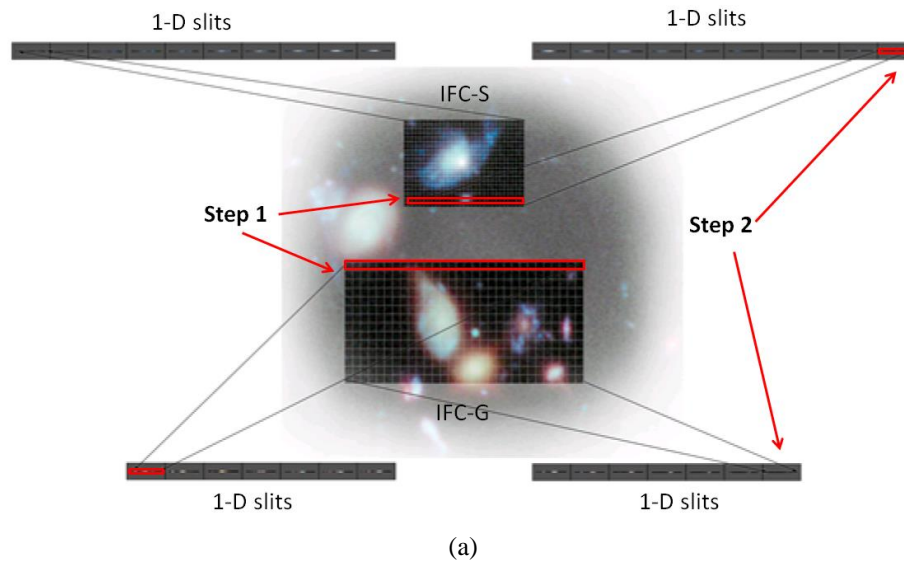 1-D slits
1-D slits
IFC-S
Step 1
Step 2
IFC-G
1-D slits
1-D slits
(a)